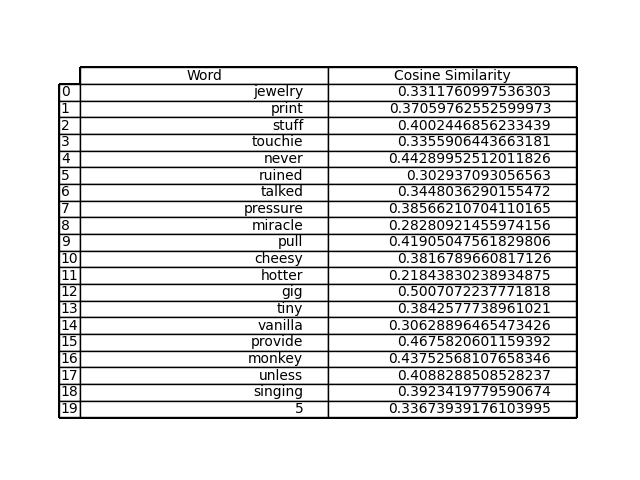 Word Cosine Similarity
0 jewelry 0.3311760997536303
1 print 0.37059762552599973
2 stuff 0.4002446856233439
3 touchie 0.3355906443663181
4 never 0.44289952512011826
5 ruined 0.302937093056563
6 talked 0.3448036290155472
7 pressure 0.38566210704110165
8 miracle 0.28280921455974156
9 pull 0.41905047561829806
10 cheesy 0.3816789660817126
11 hotter 0.21843830238934875
12 gig 0.5007072237771818
13 tiny 0.3842577738961021
14 vanilla 0.30628896465473426
15 provide 0.4675820601159392
16 monkey 0.43752568107658346
17 unless 0.4088288508528237
18 singing 0.3923419779590674
19 5 0.33673939176103995